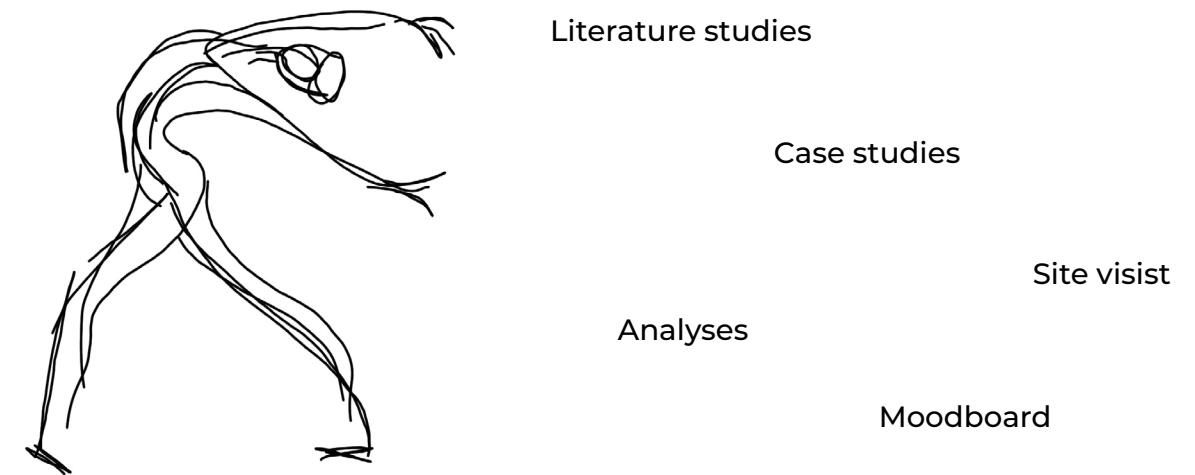 Literature studies
Case studies
Site visist
Analyses
Moodboard